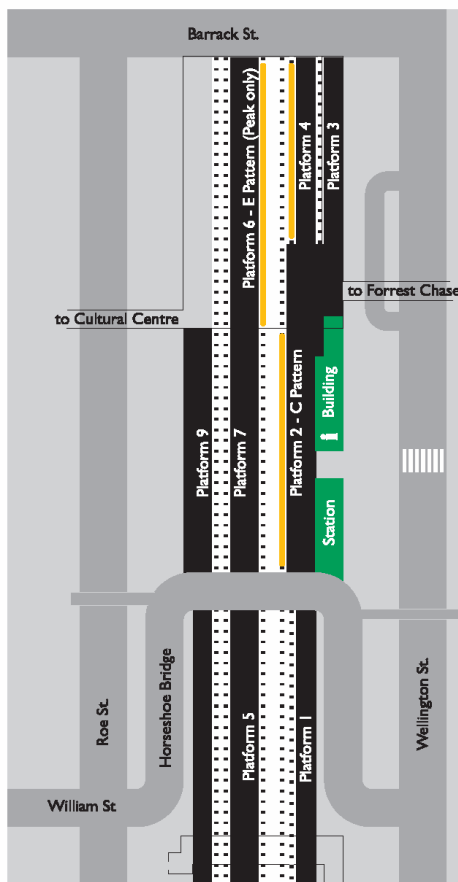 Barrack St.
Platform 6 - E Pattern (Peak only)
Platform 4
Platform 3
to Forrest Chase
to Cultural Centre
Platform 9
Platform 7
Platform 2 - C Pattern
Building
Station
Roe St.
Horseshoe Bridge
Platform 5
Platform 1
Wellington St.
William St